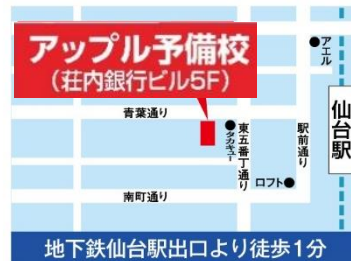 アップル予備校
(荘内銀行ビル5F)
アエル
仙台駅
青葉通り
タカキュー
東五番丁通り
駅前通り
ロフト
南町通り
地下鉄仙台駅出口より徒歩1分